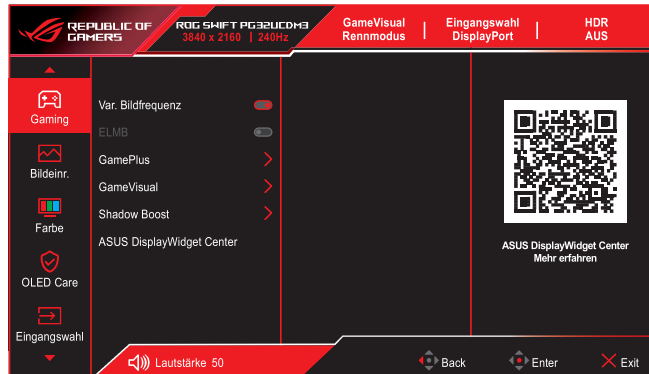 REPUBLIC OF
GAMERS
ROG SWIFT PG32UCDM3
3840 x 2160 | 240Hz
GameVisual
Rennmodus
Eingangswahl
DisplayPort
HDR
AUS
Gaming
Bildeinr.
Farbe
OLED Care
Eingangswahl
Var. Bildfrequenz
ELMB
GamePlus
GameVisual
Shadow Boost
ASUS DisplayWidget Center
ASUS DisplayWidget Center
Mehr erfahren
Lautstärke 50
Back
Enter
Exit